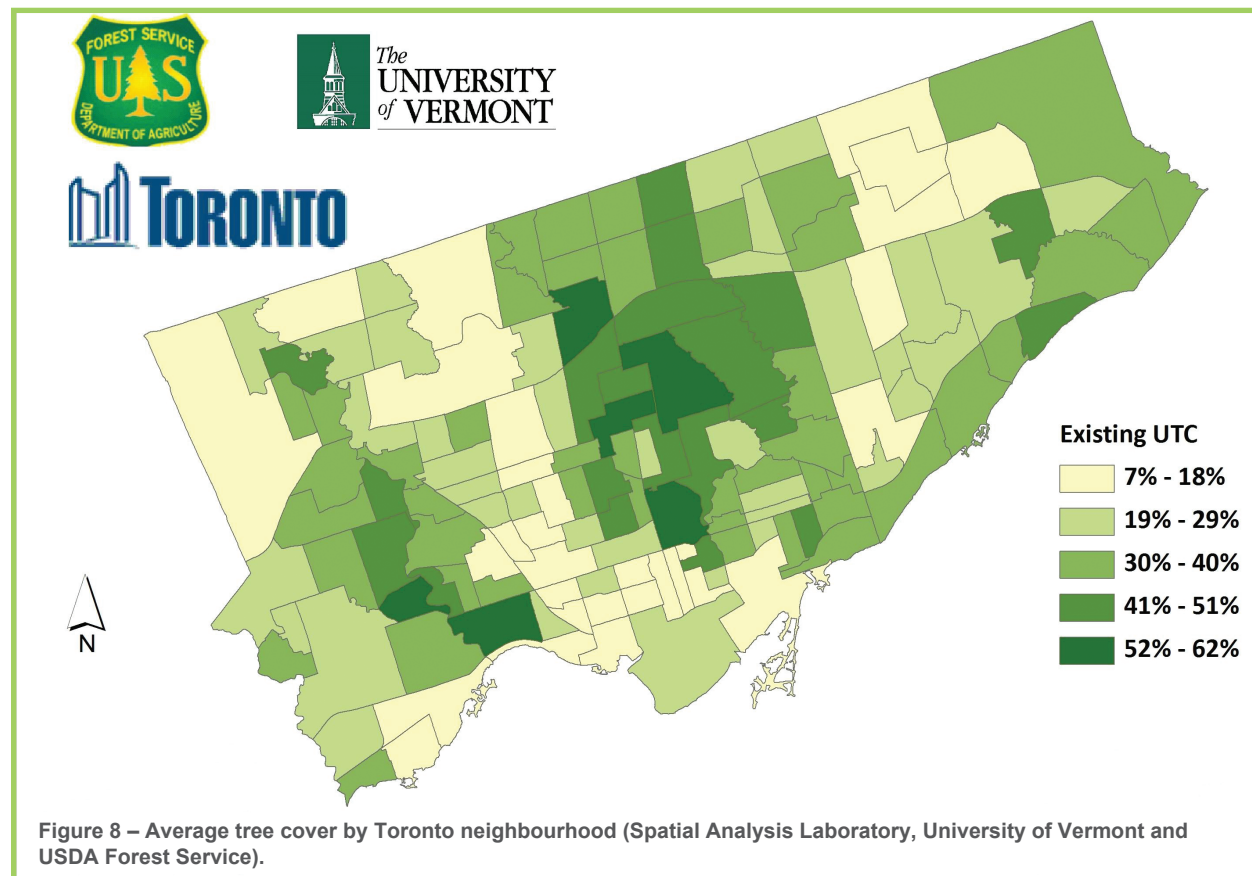 FOREST SERVICE
US
DEPARTMENT OF AGRICULTURE
The
UNIVERSITY
of VERMONT
TORONTO
Existing UTC
7% - 18%
19% - 29%
30% - 40%
41% - 51%
52% - 62%
N
Figure 8 – Average tree cover by Toronto neighbourhood (Spatial Analysis Laboratory, University of Vermont and
USDA Forest Service).